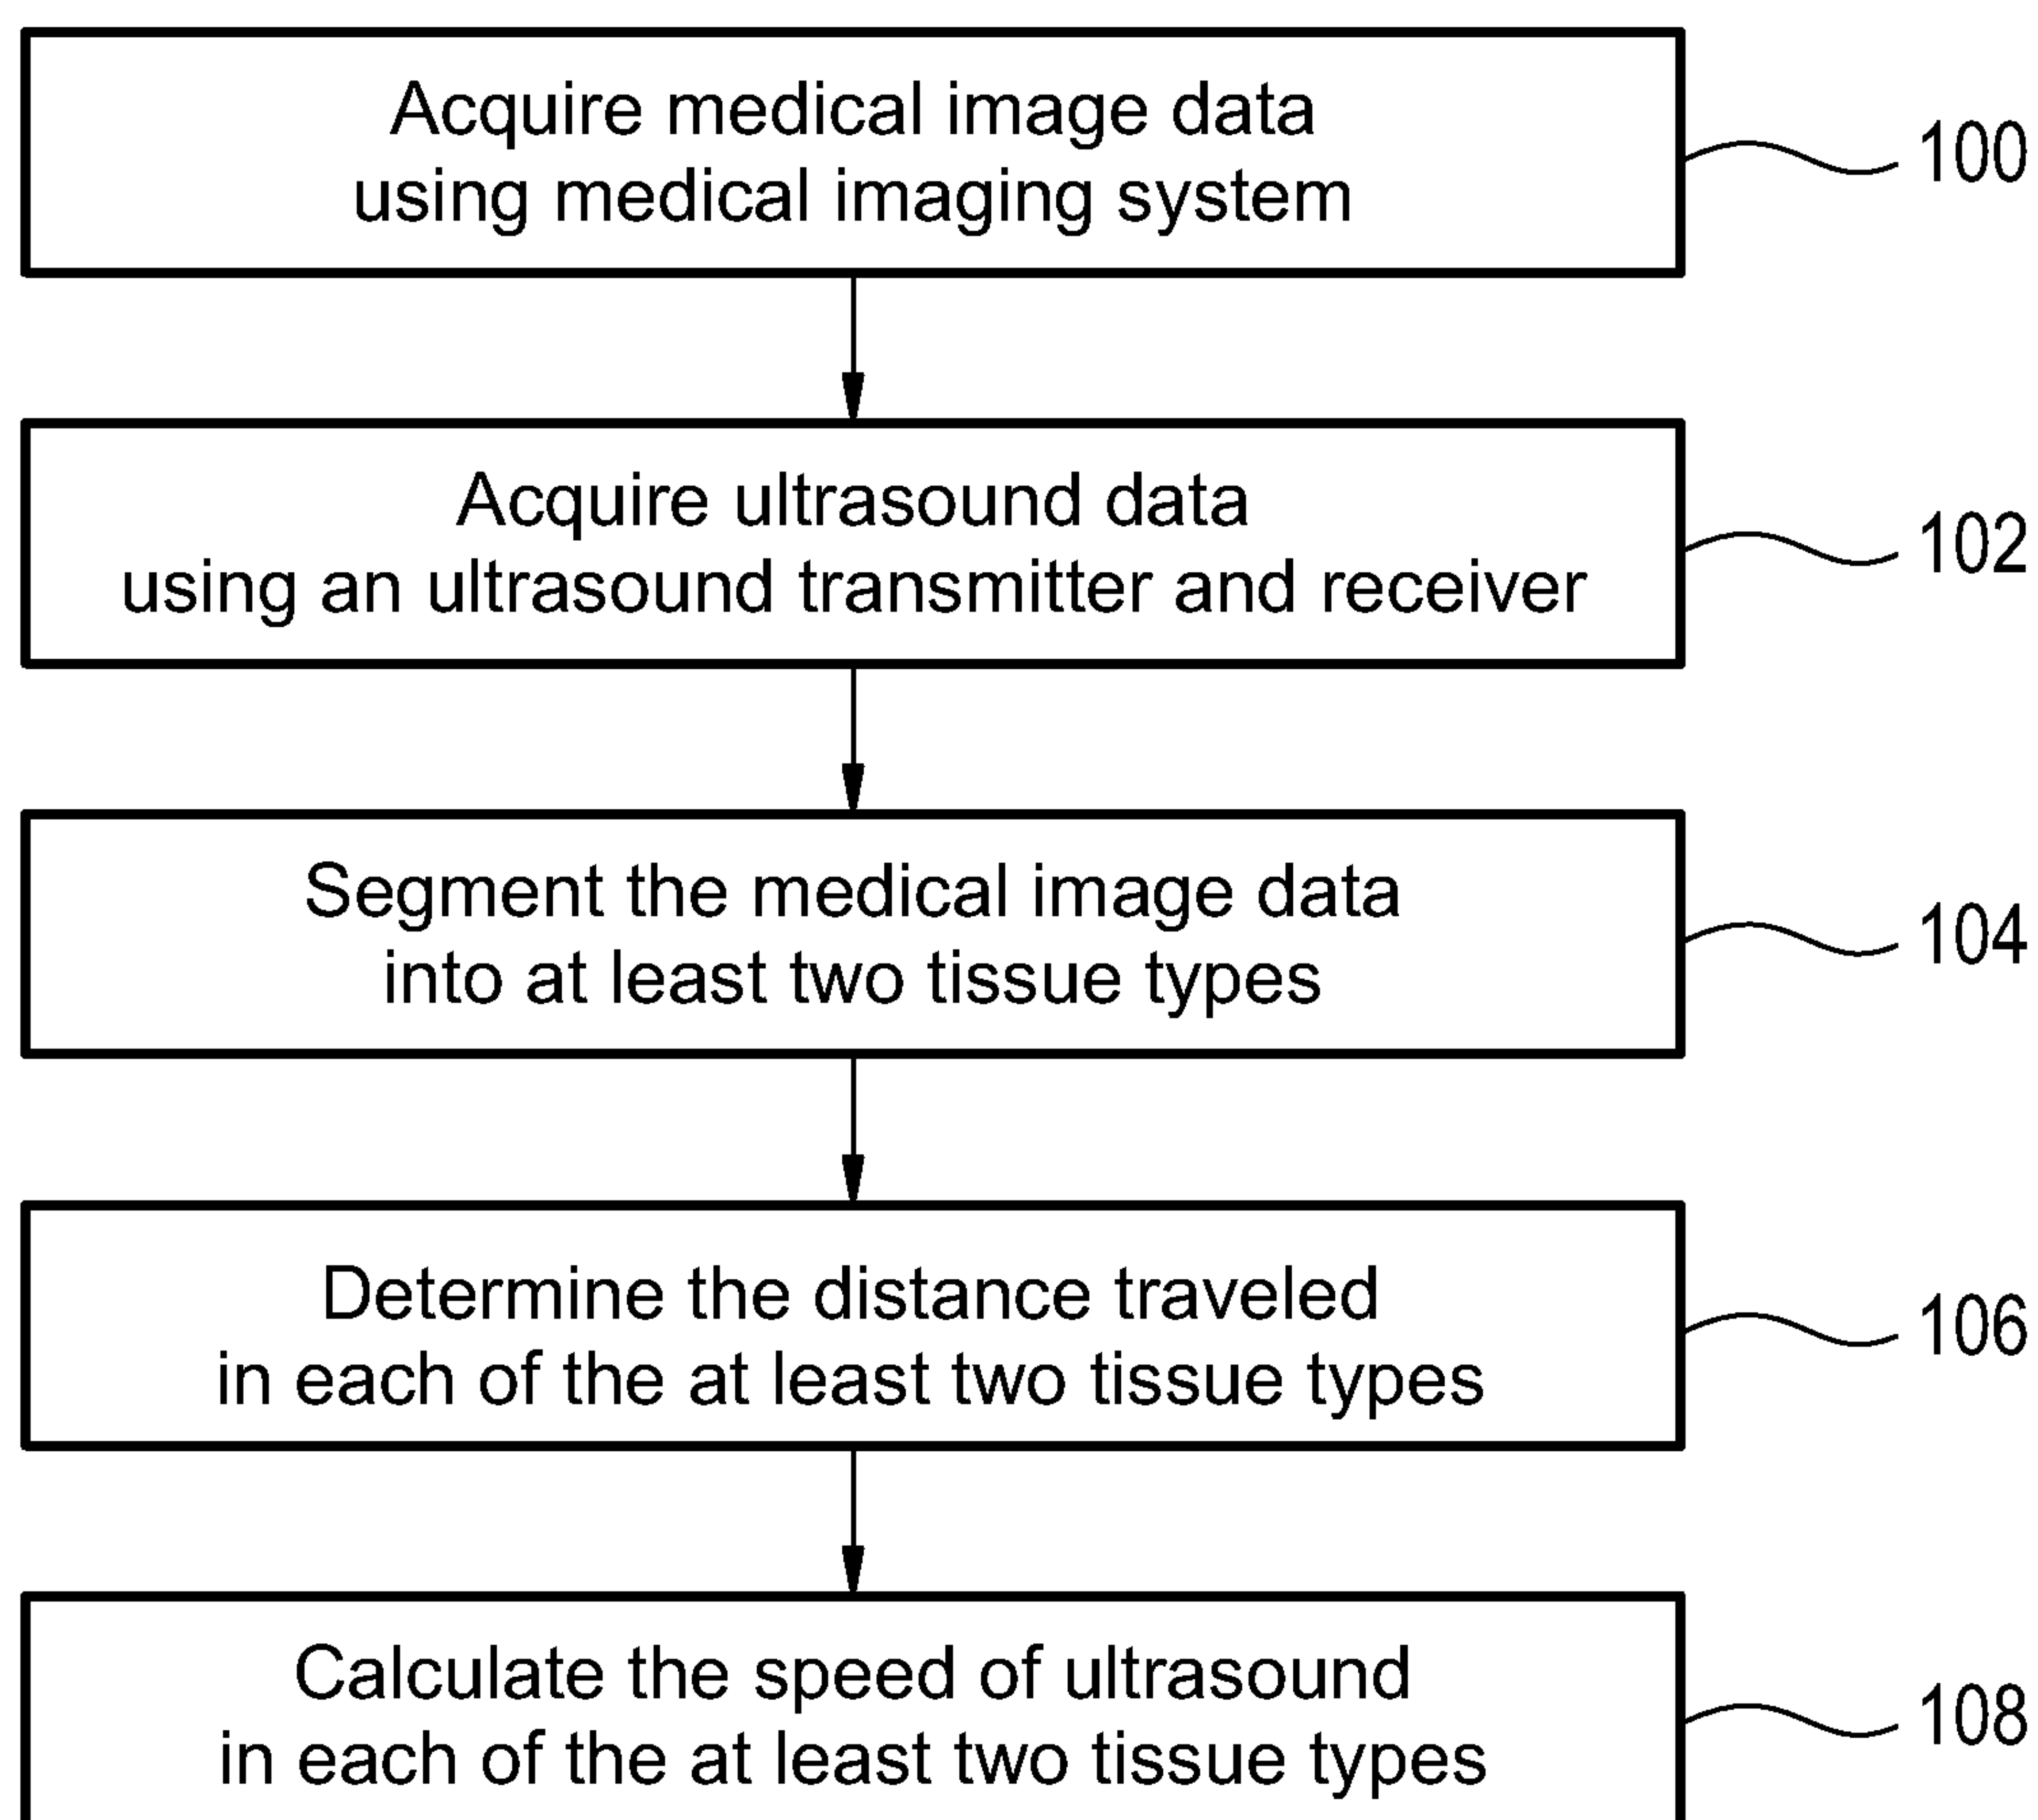 Acquire medical image data
using medical imaging system
100
Acquire ultrasound data
using an ultrasound transmitter and receiver
102
Segment the medical image data
into at least two tissue types
104
Determine the distance traveled
in each of the at least two tissue types
106
Calculate the speed of ultrasound
in each of the at least two tissue types
108